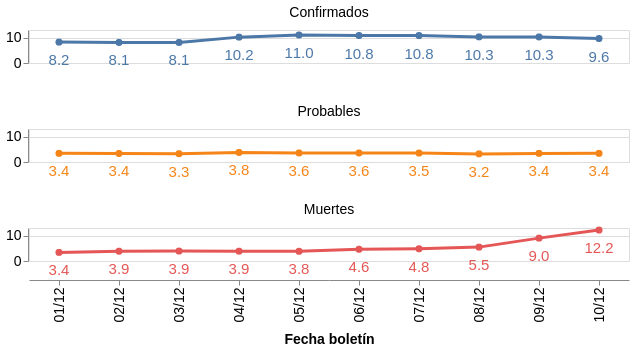 Confirmados
10
0
8.2 8.1 8.1 10.2 11.0 10.8 10.8 10.3 10.3 9.6
Probables
10
0
3.4 3.4 3.3 3.8 3.6 3.6 3.5 3.2 3.4 3.4
Muertes
10
0
3.4 3.9 3.9 3.9 3.8 4.6 4.8 5.5 9.0 12.2
01/12 02/12 03/12 04/12 05/12 06/12 07/12 08/12 09/12 10/12
Fecha boletín